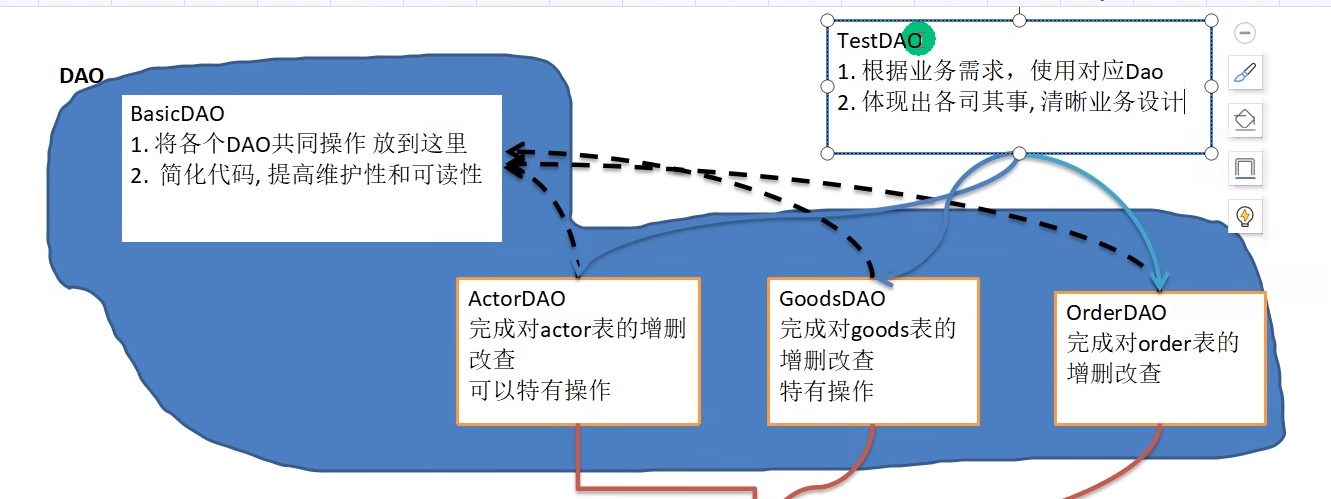 DAO
BasicDAO
1. 将各个DAO共同操作 放到这里
2. 简化代码, 提高维护性和可读性
TestDAO
1. 根据业务需求，使用对应Dao
2. 体现出各司其事, 清晰业务设计
ActorDAO
完成对actor表的增删
改查
可以特有操作
GoodsDAO
完成对goods表的
增删改查
特有操作
OrderDAO
完成对order表的
增删改查